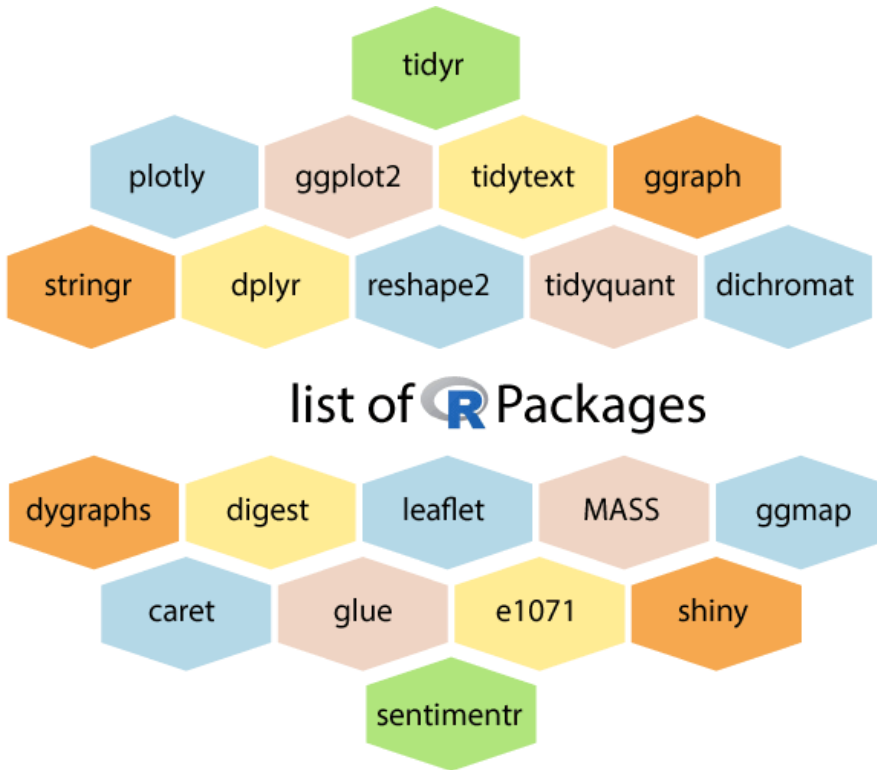 tidyr
plotly ggplot2 tidytext ggraph
stringr dplyr reshape2 tidyquant dichromat
list of R Packages
dygraphs digest leaflet MASS ggmap
caret glue e1071 shiny
sentimentr